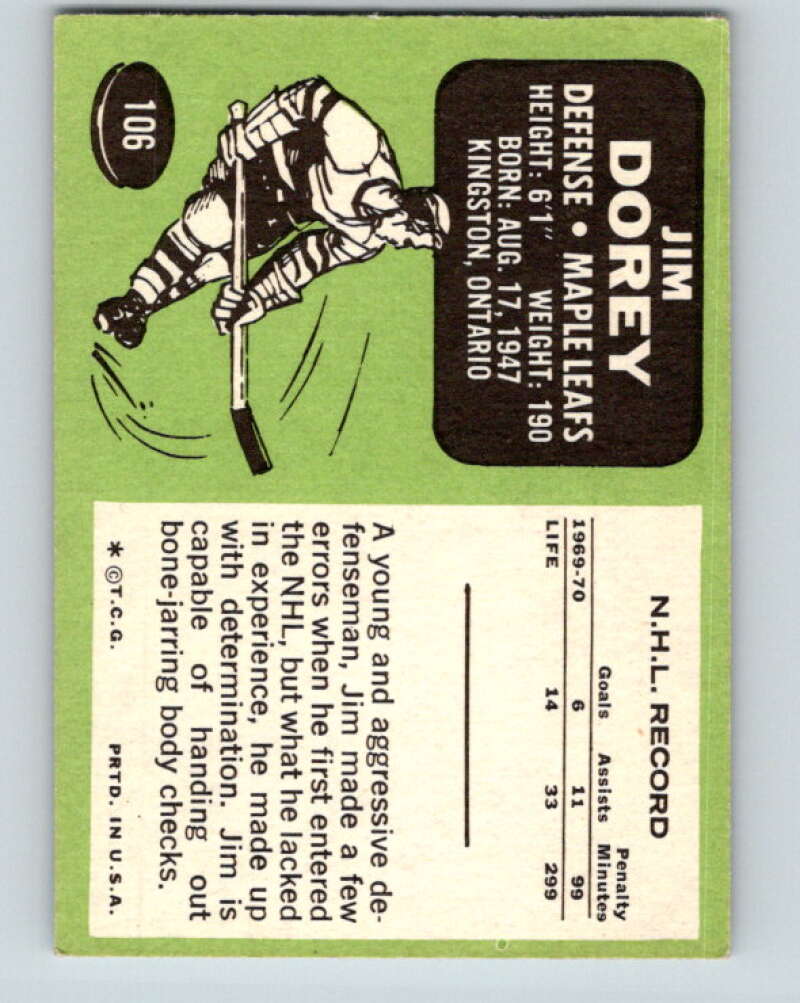 106
JIM
DOREY
DEFENSE • MAPLE LEAFS
HEIGHT: 6'1" WEIGHT: 190
BORN: AUG. 17, 1947
KINGSTON, ONTARIO
N.H.L. RECORD
Goals Assists Penalty Minutes
1969-70 6 11 99
LIFE 14 33 299
A young and aggressive de-
fenseman, Jim made a few
errors when he first entered
the NHL, but what he lacked
in experience, he made up
with determination. Jim is
capable of handing out
bone-jarring body checks.
* © T.C.G. PRTD. IN U.S.A.